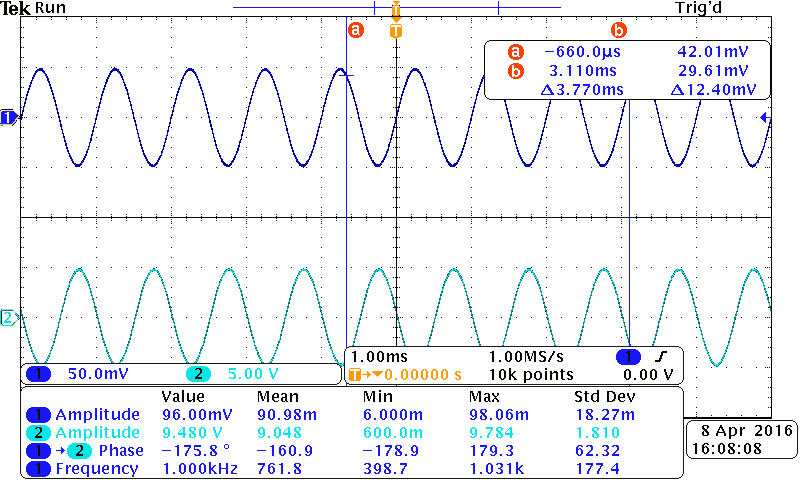 Tek Run Trig'd
T
a b
T
a −660.0µs 42.01mV
b 3.110ms 29.61mV
Δ3.770ms Δ12.40mV
1
2
1 50.0mV 2 5.00 V
1.00ms 1.00MS/s 1
T→▼0.00000 s 10k points 0.00 V
Value Mean Min Max Std Dev
1 Amplitude 96.00mV 90.98m 6.000m 98.06m 18.27m
2 Amplitude 9.480 V 9.048 600.0m 9.784 1.810
1 → 2 Phase −175.8 ° −160.9 −178.9 179.3 62.32
1 Frequency 1.000kHz 761.8 398.7 1.031k 177.4
8 Apr 2016
16:08:08